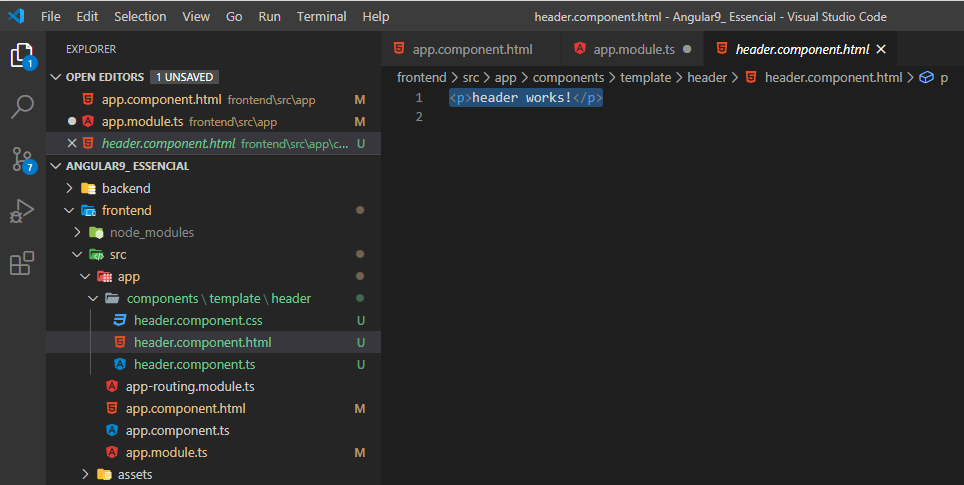 File Edit Selection View Go Run Terminal Help header.component.html - Angular9_ Essencial - Visual Studio Code
EXPLORER
app.component.html app.module.ts header.component.html
OPEN EDITORS 1 UNSAVED
frontend > src > app > components > template > header > header.component.html > p
app.component.html frontend\src\app M
1 <p>header works!</p>
app.module.ts frontend\src\app M
2
header.component.html frontend\src\app\c... U
ANGULAR9_ ESSENCIAL
backend
frontend
node_modules
src
app
components \ template \ header
header.component.css U
header.component.html U
header.component.ts U
app-routing.module.ts
app.component.html M
app.component.ts
app.module.ts M
assets
1
7